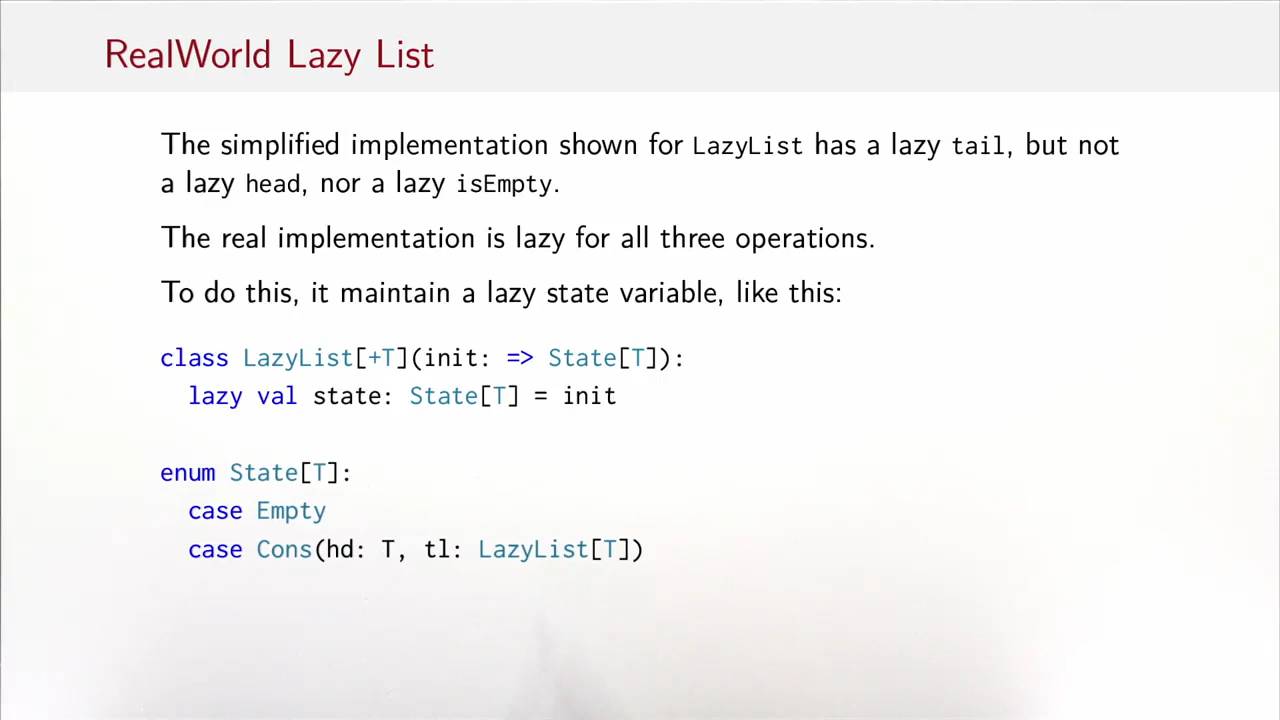 RealWorld Lazy List
The simplified implementation shown for LazyList has a lazy tail, but not
a lazy head, nor a lazy isEmpty.
The real implementation is lazy for all three operations.
To do this, it maintain a lazy state variable, like this:
class LazyList[+T](init: => State[T]):
  lazy val state: State[T] = init
enum State[T]:
  case Empty
  case Cons(hd: T, tl: LazyList[T])